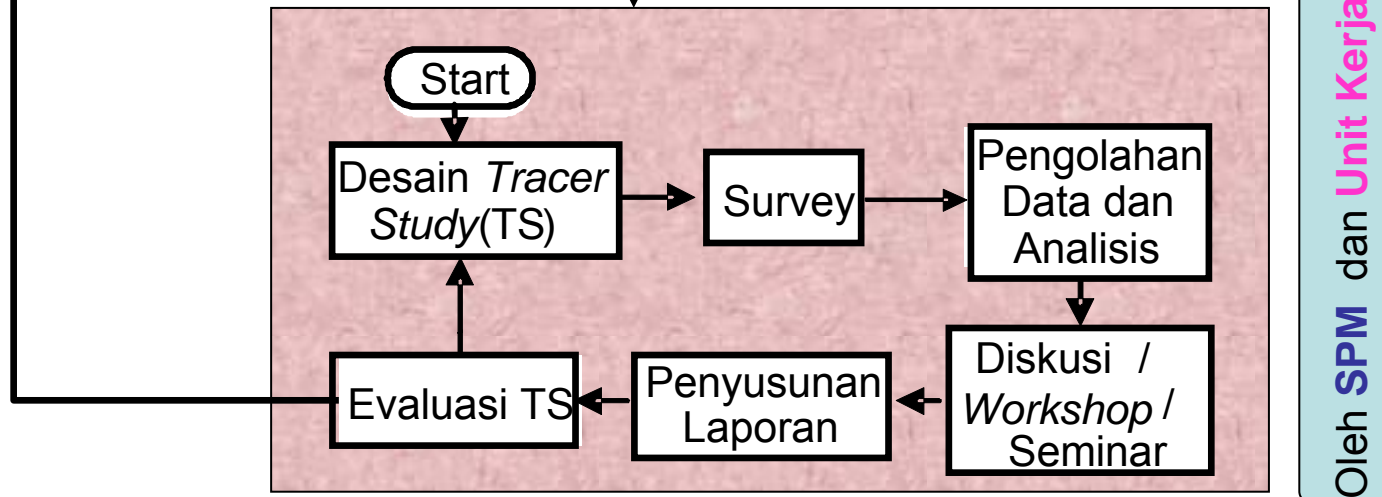 Start
Desain Tracer
Study(TS)
Survey
Pengolahan
Data dan
Analisis
Diskusi /
Workshop /
Seminar
Penyusunan
Laporan
Evaluasi TS
Oleh SPM dan Unit Kerja